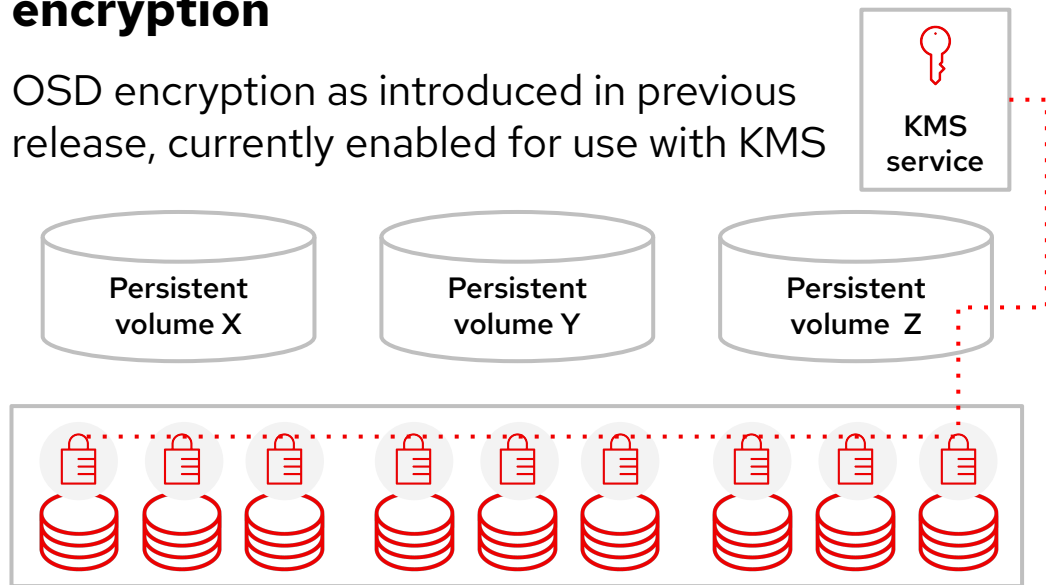 encryption
OSD encryption as introduced in previous
release, currently enabled for use with KMS
KMS
service
Persistent
volume X
Persistent
volume Y
Persistent
volume Z